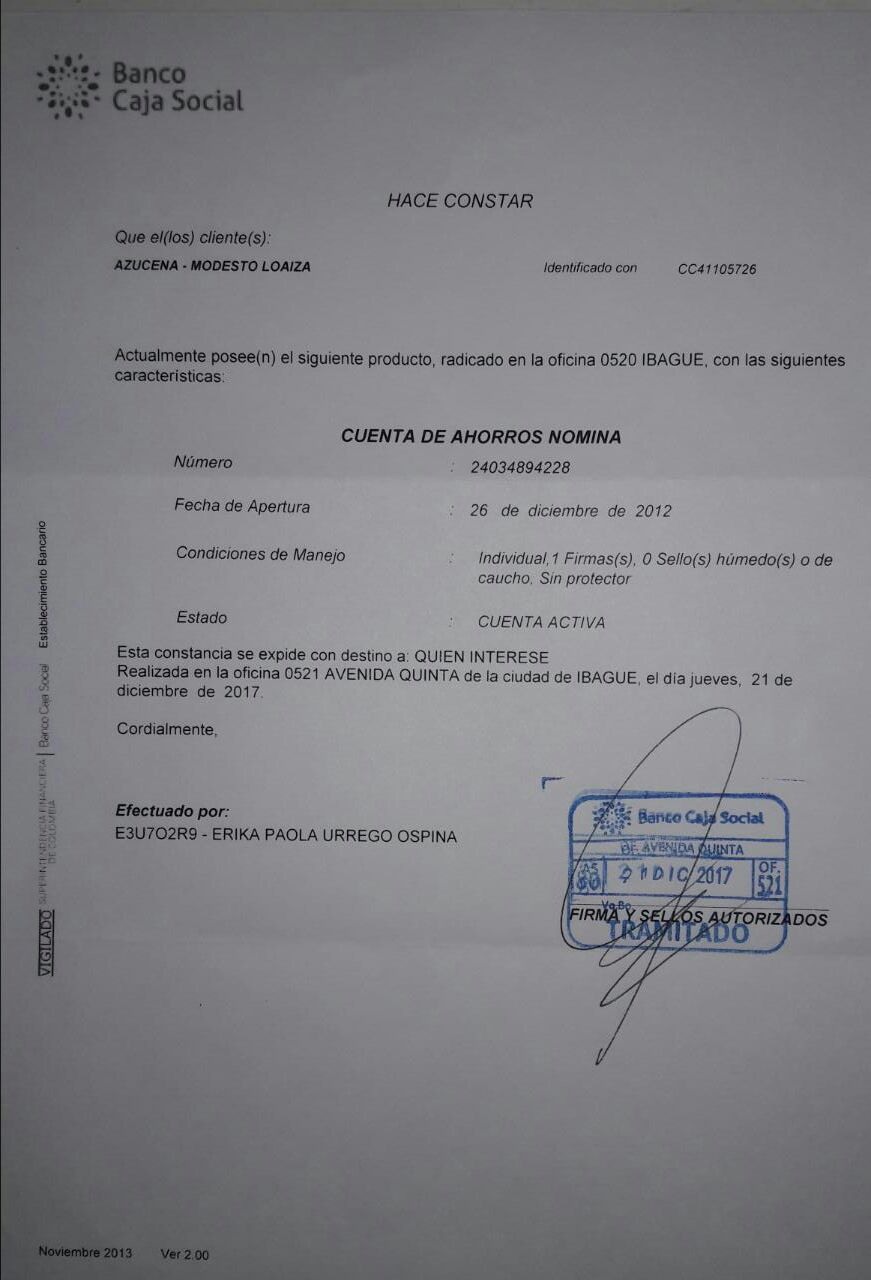 Banco
Caja Social
HACE CONSTAR
Que el(los) cliente(s):
AZUCENA - MODESTO LOAIZA Identificado con CC41105726
Actualmente posee(n) el siguiente producto, radicado en la oficina 0520 IBAGUE, con las siguientes
características:
CUENTA DE AHORROS NOMINA
Número : 24034894228
Fecha de Apertura : 26 de diciembre de 2012
Condiciones de Manejo : Individual,1 Firmas(s), 0 Sello(s) húmedo(s) o de
caucho, Sin protector
Estado : CUENTA ACTIVA
Esta constancia se expide con destino a: QUIEN INTERESE
Realizada en la oficina 0521 AVENIDA QUINTA de la ciudad de IBAGUE, el día jueves, 21 de
diciembre de 2017.
Cordialmente,
Efectuado por:
E3U7O2R9 - ERIKA PAOLA URREGO OSPINA
Banco Caja Social
OF. AVENIDA QUINTA
21 DIC 2017 OF.
521
Vo.Bo.
FIRMA Y SELLOS AUTORIZADOS
TRAMITADO
VIGILADO SUPERINTENDENCIA FINANCIERA DE COLOMBIA Banco Caja Social Establecimiento Bancario
Noviembre 2013 Ver 2.00